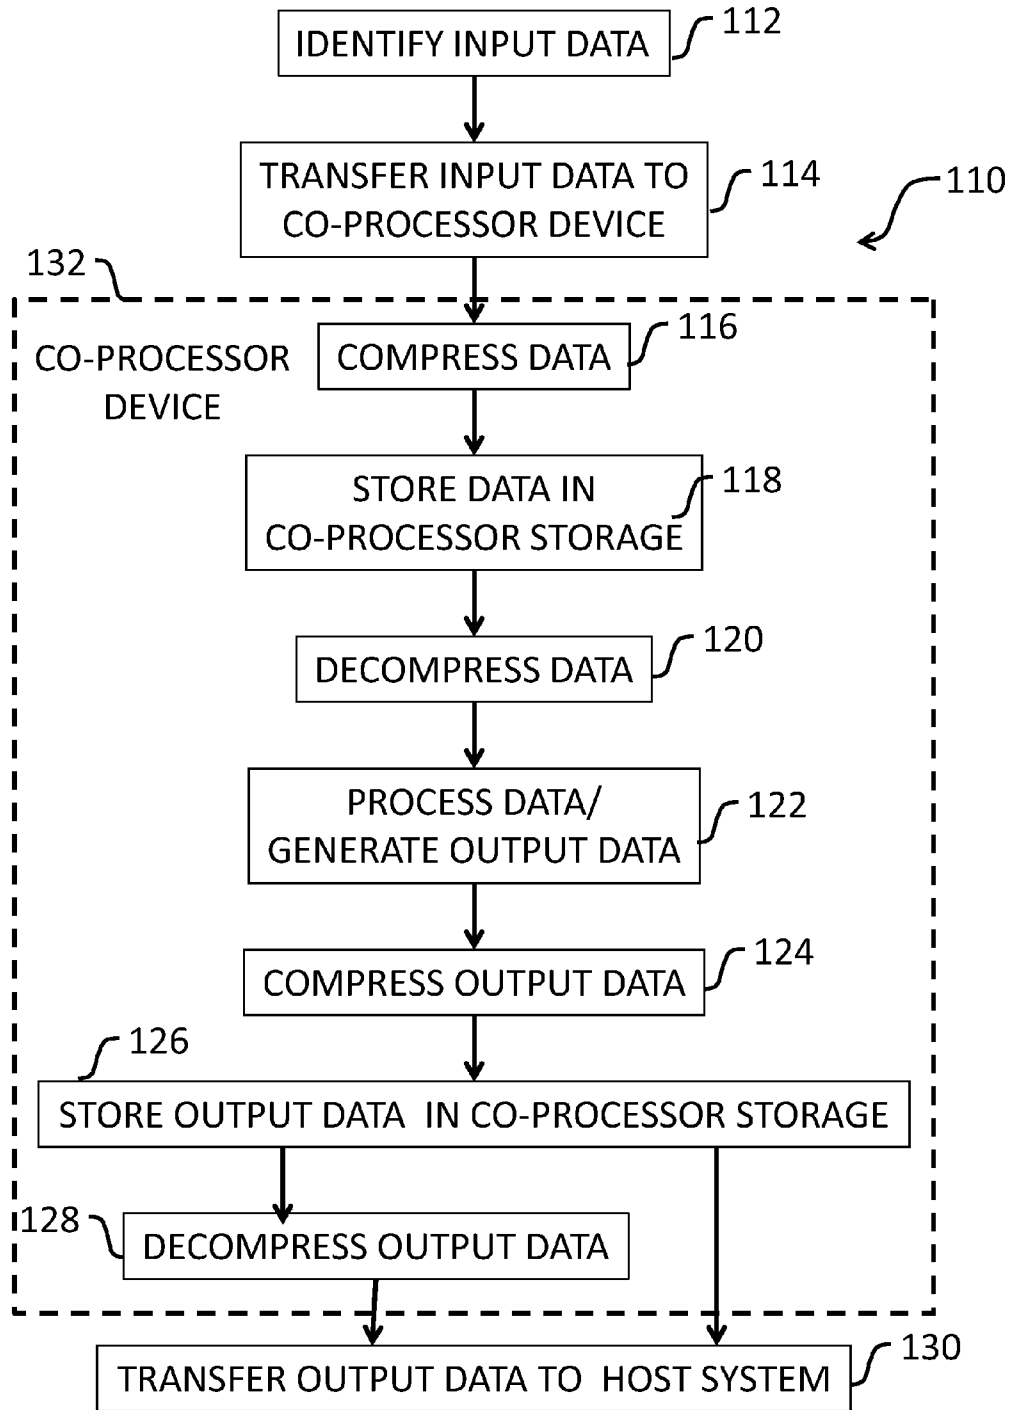 IDENTIFY INPUT DATA
112
TRANSFER INPUT DATA TO
CO-PROCESSOR DEVICE
114
110
132
CO-PROCESSOR
DEVICE
COMPRESS DATA
116
STORE DATA IN
CO-PROCESSOR STORAGE
118
DECOMPRESS DATA
120
PROCESS DATA/
GENERATE OUTPUT DATA
122
COMPRESS OUTPUT DATA
124
126
STORE OUTPUT DATA IN CO-PROCESSOR STORAGE
128
DECOMPRESS OUTPUT DATA
TRANSFER OUTPUT DATA TO HOST SYSTEM
130